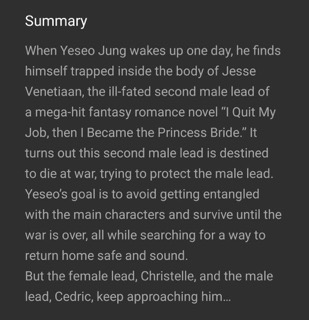 Summary
When Yeseo Jung wakes up one day, he finds
himself trapped inside the body of Jesse
Venetiaan, the ill-fated second male lead of
a mega-hit fantasy romance novel “I Quit My
Job, then I Became the Princess Bride.” It
turns out this second male lead is destined
to die at war, trying to protect the male lead.
Yeseo’s goal is to avoid getting entangled
with the main characters and survive until the
war is over, all while searching for a way to
return home safe and sound.
But the female lead, Christelle, and the male
lead, Cedric, keep approaching him…